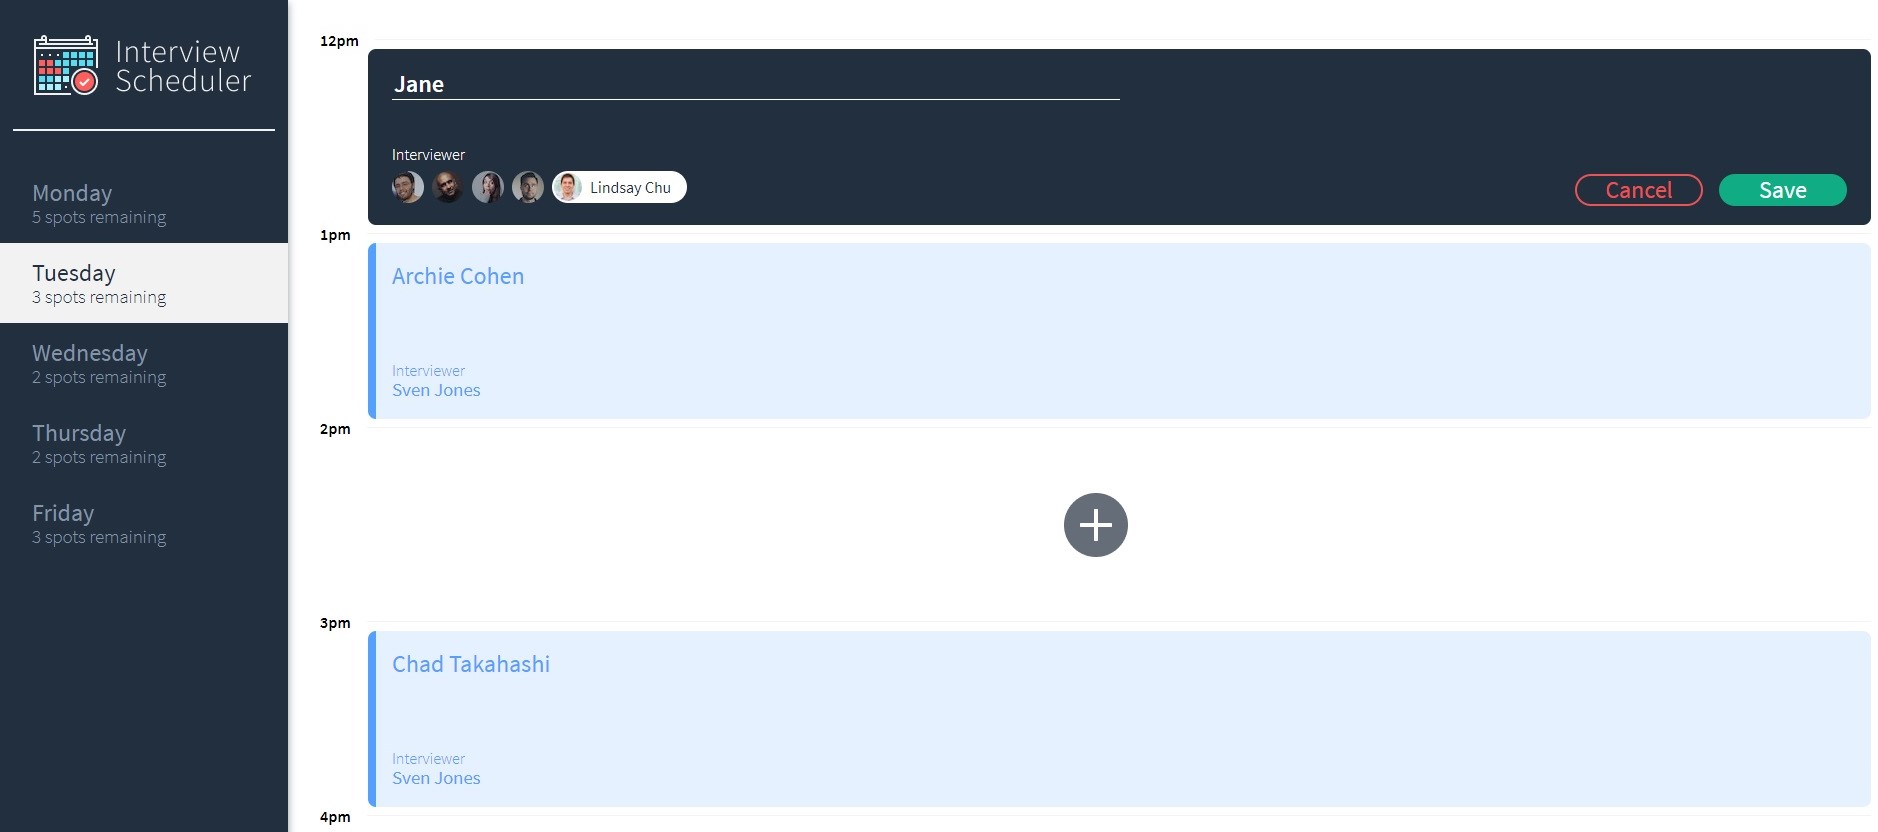 Interview
Scheduler
Monday
5 spots remaining
Tuesday
3 spots remaining
Wednesday
2 spots remaining
Thursday
2 spots remaining
Friday
3 spots remaining
12pm
Jane
Interviewer
Lindsay Chu
Cancel
Save
1pm
Archie Cohen
Interviewer
Sven Jones
2pm
3pm
Chad Takahashi
Interviewer
Sven Jones
4pm